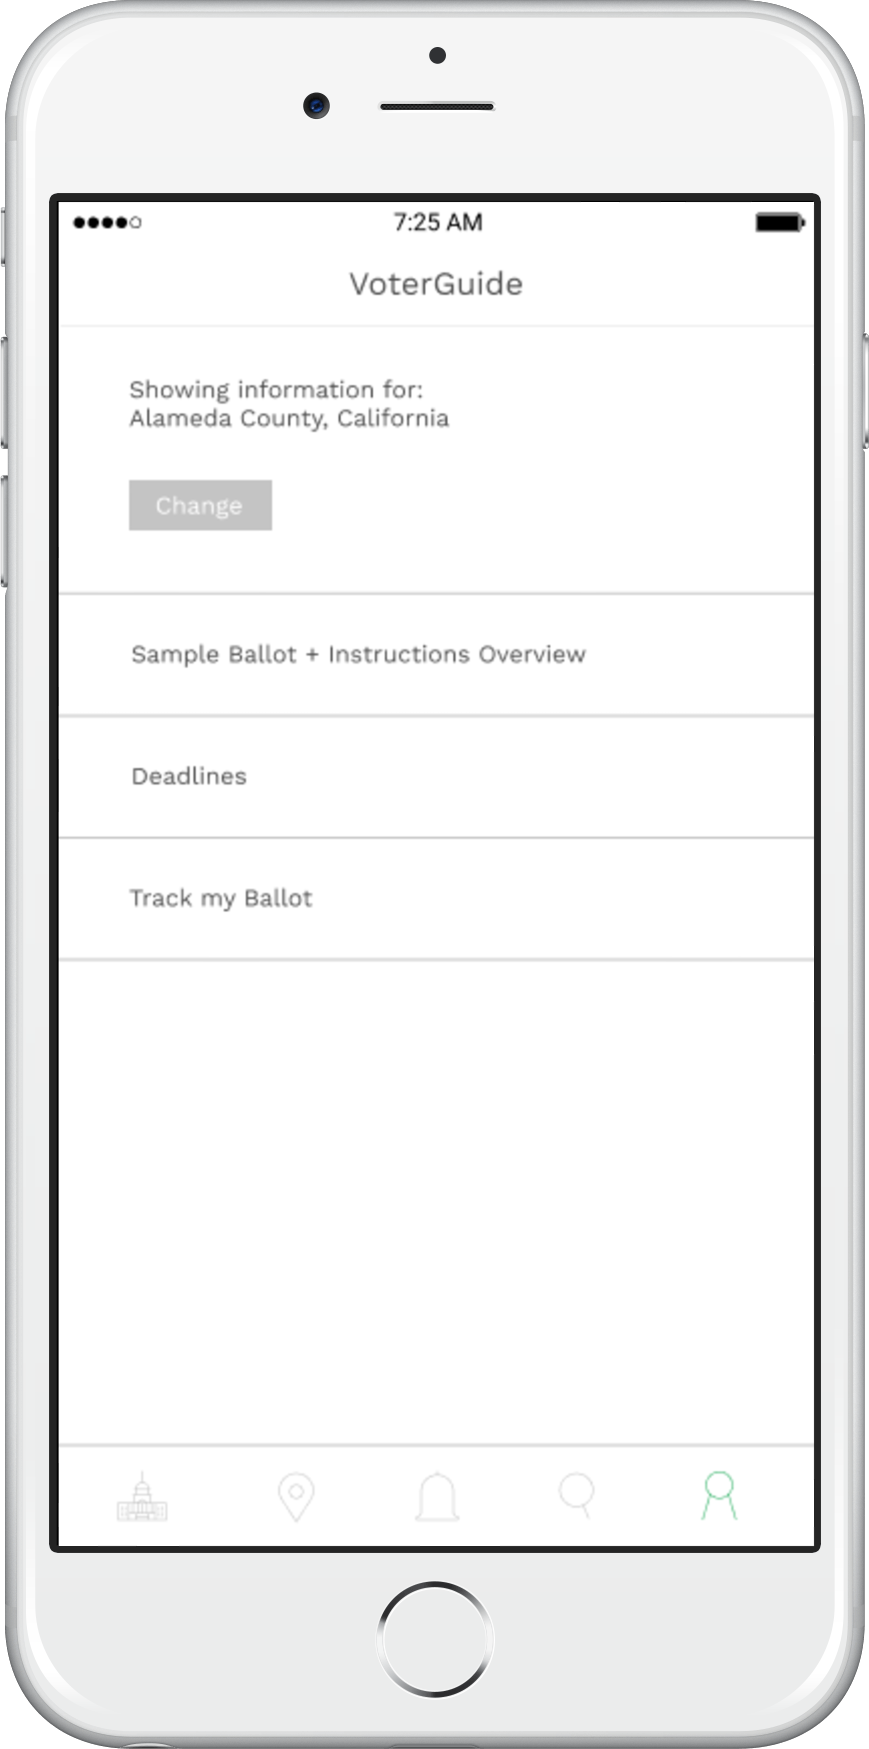 7:25 AM
VoterGuide
Showing information for:
Alameda County, California
Change
Sample Ballot + Instructions Overview
Deadlines
Track my Ballot